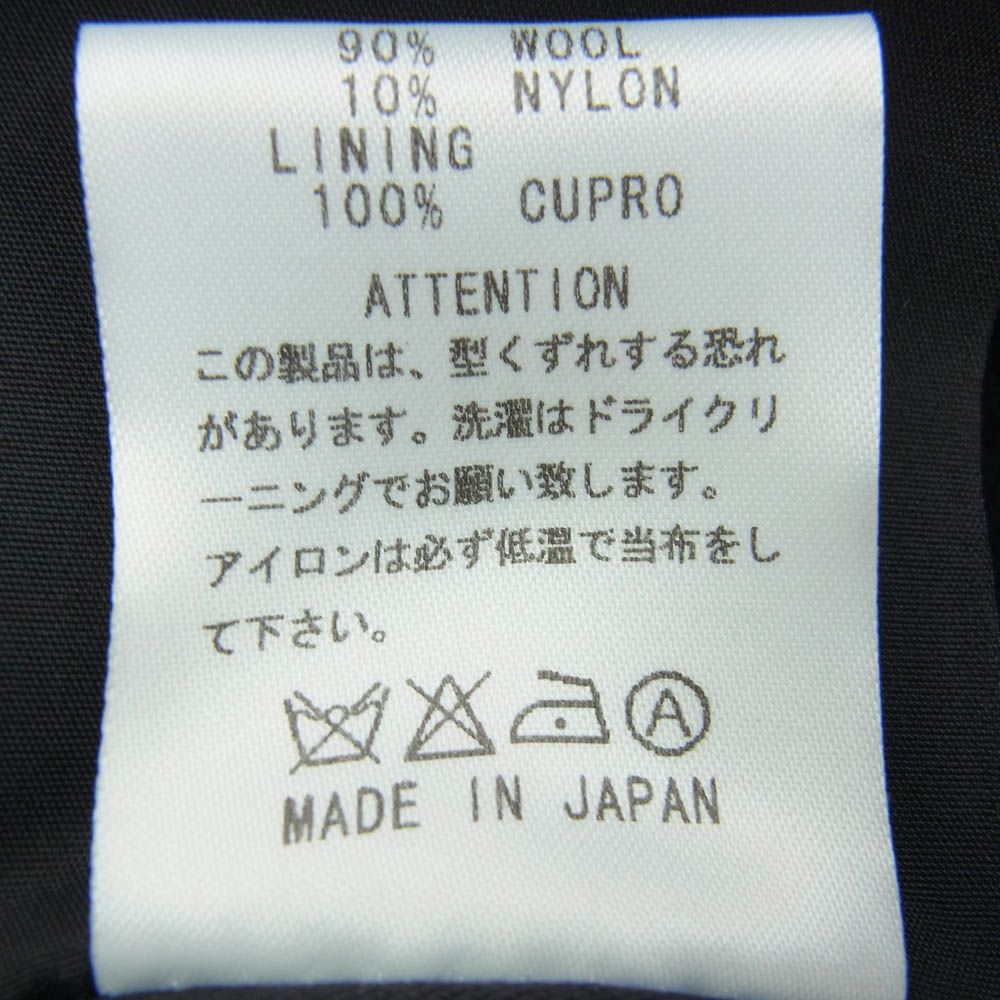 90% WOOL
10% NYLON
LINING
100% CUPRO
ATTENTION
この製品は、型くずれする恐れ
があります。洗濯はドライクリ
ーニングでお願い致します。
アイロンは必ず低温で当布をし
て下さい。
A
MADE IN JAPAN